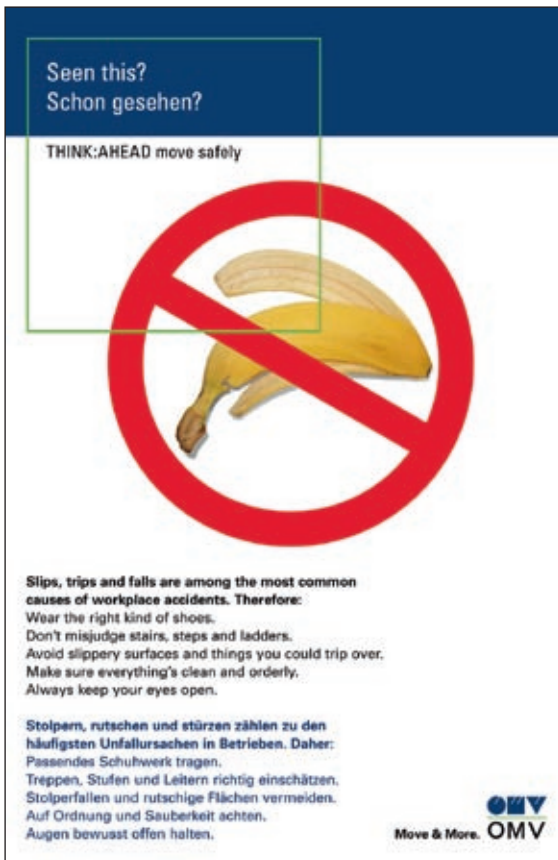 Seen this?
Schon gesehen?
THINK:AHEAD move safely
Slips, trips and falls are among the most common
causes of workplace accidents. Therefore:
Wear the right kind of shoes.
Don't misjudge stairs, steps and ladders.
Avoid slippery surfaces and things you could trip over.
Make sure everything's clean and orderly.
Always keep your eyes open.
Stolpern, rutschen und stürzen zählen zu den
häufigsten Unfallursachen in Betrieben. Daher:
Passendes Schuhwerk tragen.
Treppen, Stufen und Leitern richtig einschätzen.
Stolperfallen und rutschige Flächen vermeiden.
Auf Ordnung und Sauberkeit achten.
Augen bewusst offen halten.
OMV
Move & More. OMV